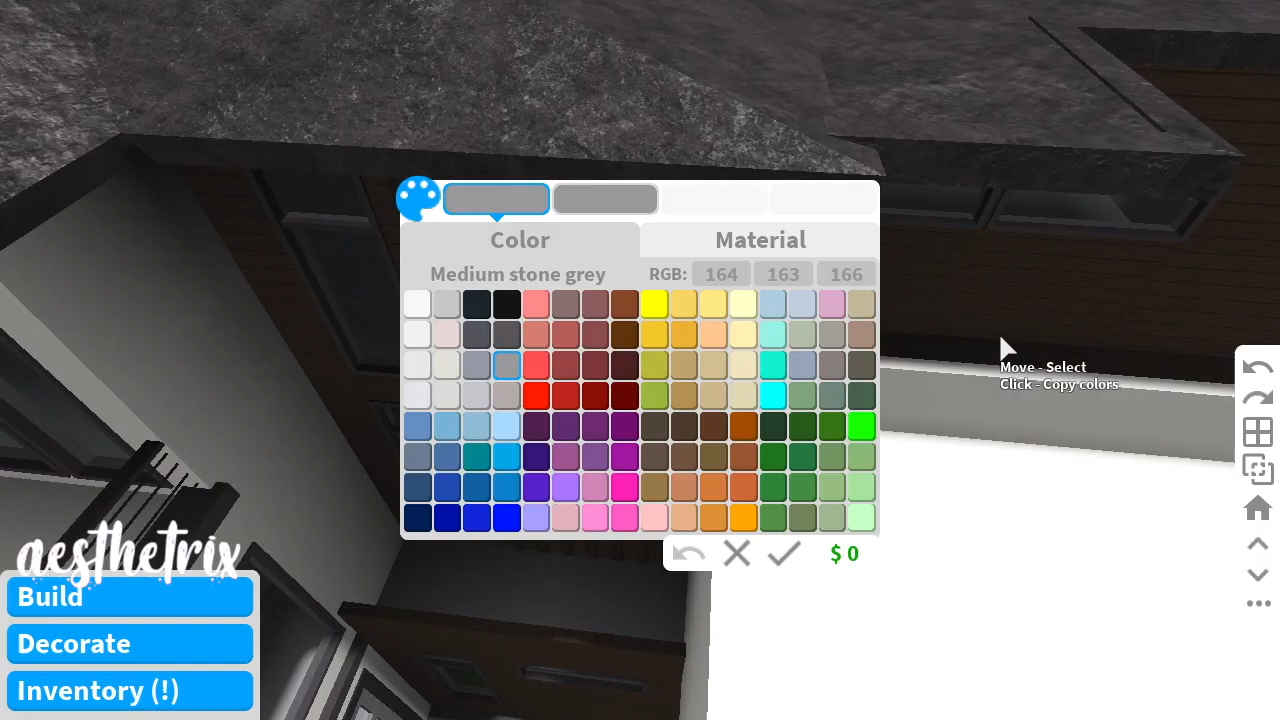 Color
Material
Medium stone grey
RGB: 164 163 166
Move - Select
Click - Copy colors
$ 0
aesthetrix
Build
Decorate
Inventory (!)